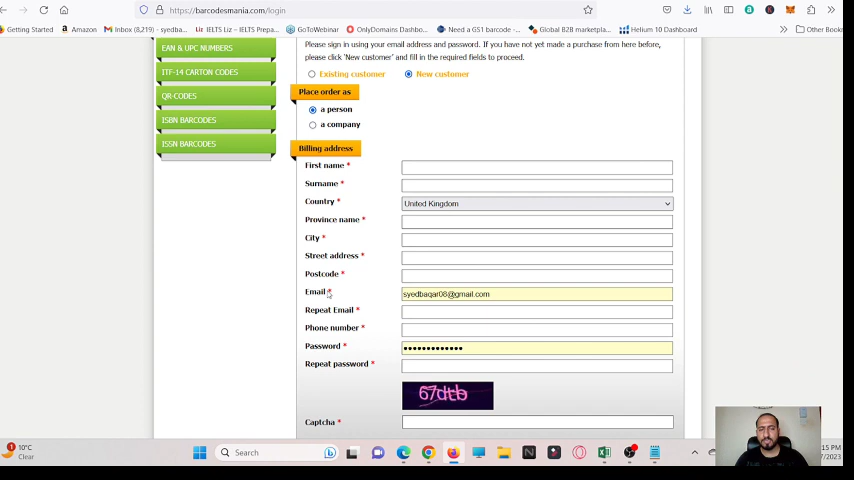 https://barcodesmania.com/login
Getting Started
Amazon
Inbox (8,219) - syedba...
IELTS Liz – IELTS Prepa...
GoToWebinar
OnlyDomains Dashbo...
Need a GS1 barcode -...
Global B2B marketpla...
Helium 10 Dashboard
Other Book
EAN & UPC NUMBERS
ITF-14 CARTON CODES
QR-CODES
ISBN BARCODES
ISSN BARCODES
Please sign in using your email address and password. If you have not yet made a purchase from here before,
please click 'New customer' and fill in the required fields to proceed.
Existing customer
New customer
Place order as
a person
a company
Billing address
First name *
Surname *
Country *
United Kingdom
Province name *
City *
Street address *
Postcode *
Email *
syedbaqar08@gmail.com
Repeat Email *
Phone number *
Password *
Repeat password *
67dtb
Captcha *
1
10°C
Clear
Search
:15 PM
/2023